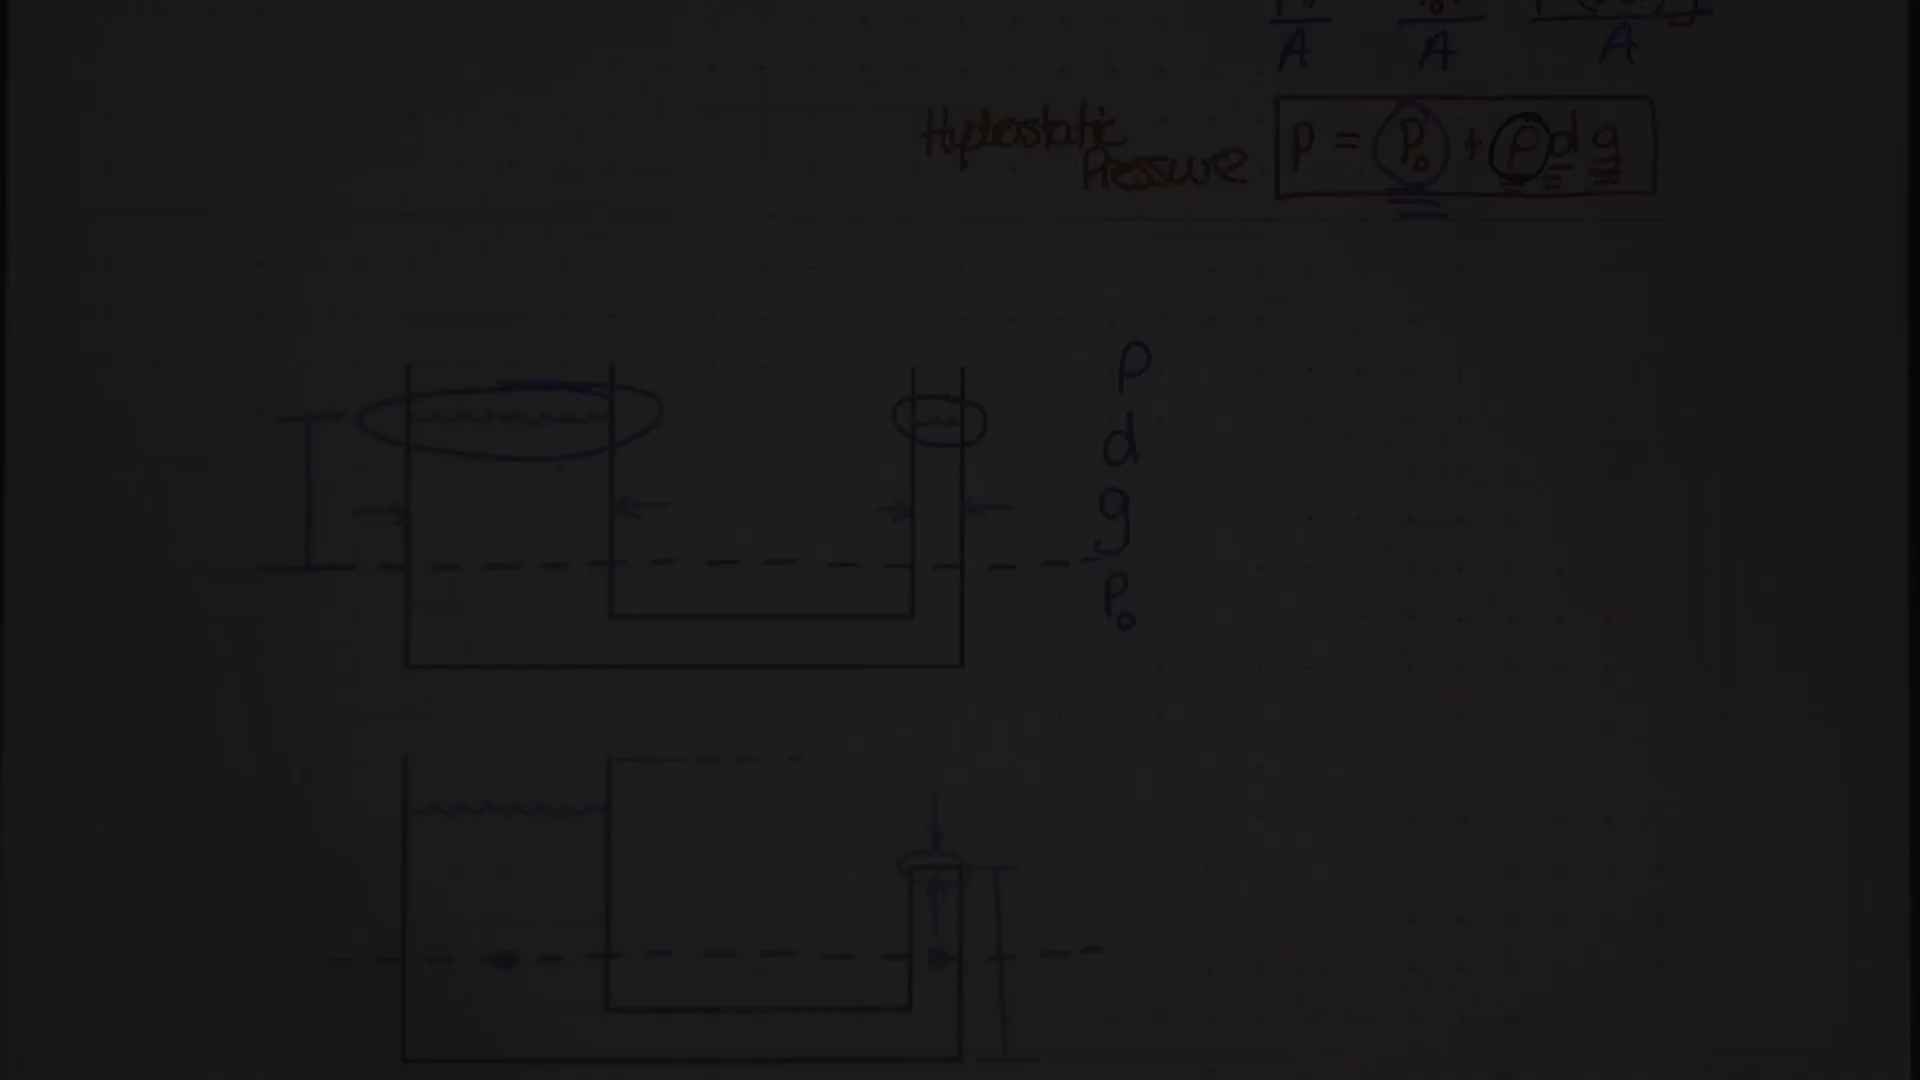 A A A
Hydrostatic
Pressure
p = P₀ + ρdg
ρ
d
g
P₀